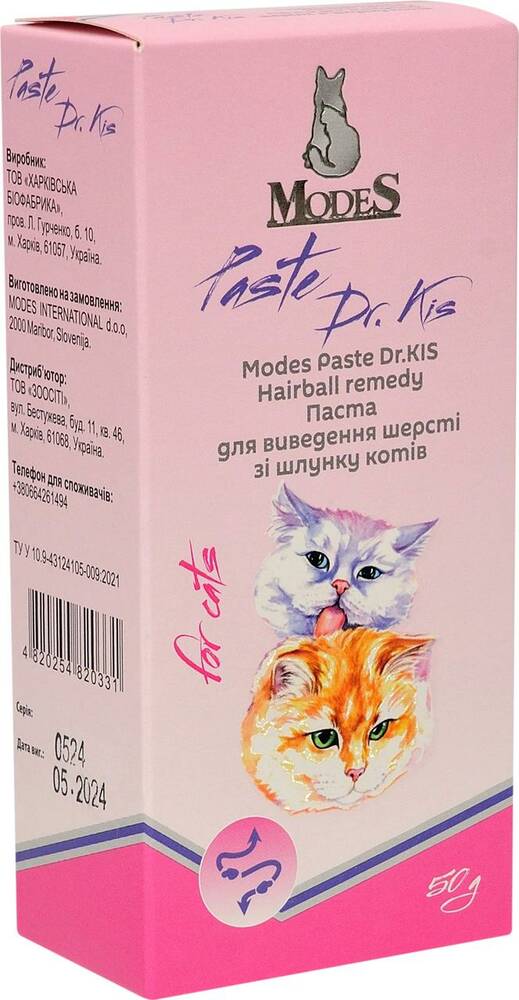 Paste
Dr. Kis
Виробник:
ТОВ «ХАРКІВСЬКА
БІОФАБРИКА»,
пров. Л. Гурченко, б. 10,
м. Харків, 61057, Україна.
Виготовлено на замовлення:
MODES INTERNATIONAL d.o.o,
2000 Maribor, Slovenija.
Дистриб'ютор:
ТОВ «ЗООСІТІ»,
вул. Бестужева, буд. 11, кв. 46,
м. Харків, 61068, Україна.
Телефон для споживачів:
+380664261494
ТУ У 10.9-43124105-009:2021
4 820254 820331
Серія:
0524
Дата виг.:
05.2024
MODES
Paste
Dr. Kis
Modes Paste Dr.KIS
Hairball remedy
Паста
для виведення шерсті
зі шлунку котів
for cats
50 g